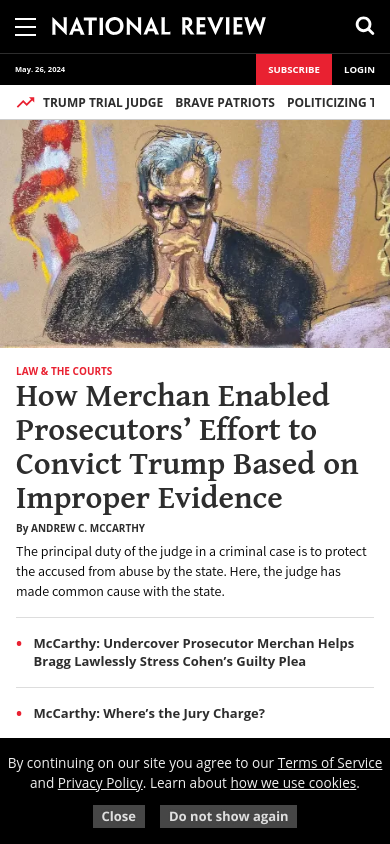 NATIONAL REVIEW
May. 26, 2024
SUBSCRIBE
LOGIN
TRUMP TRIAL JUDGE BRAVE PATRIOTS POLITICIZING T
LAW & THE COURTS
How Merchan Enabled
Prosecutors’ Effort to
Convict Trump Based on
Improper Evidence
By ANDREW C. MCCARTHY
The principal duty of the judge in a criminal case is to protect
the accused from abuse by the state. Here, the judge has
made common cause with the state.
McCarthy: Undercover Prosecutor Merchan Helps
Bragg Lawlessly Stress Cohen’s Guilty Plea
McCarthy: Where’s the Jury Charge?
By continuing on our site you agree to our Terms of Service
and Privacy Policy. Learn about how we use cookies.
Close
Do not show again